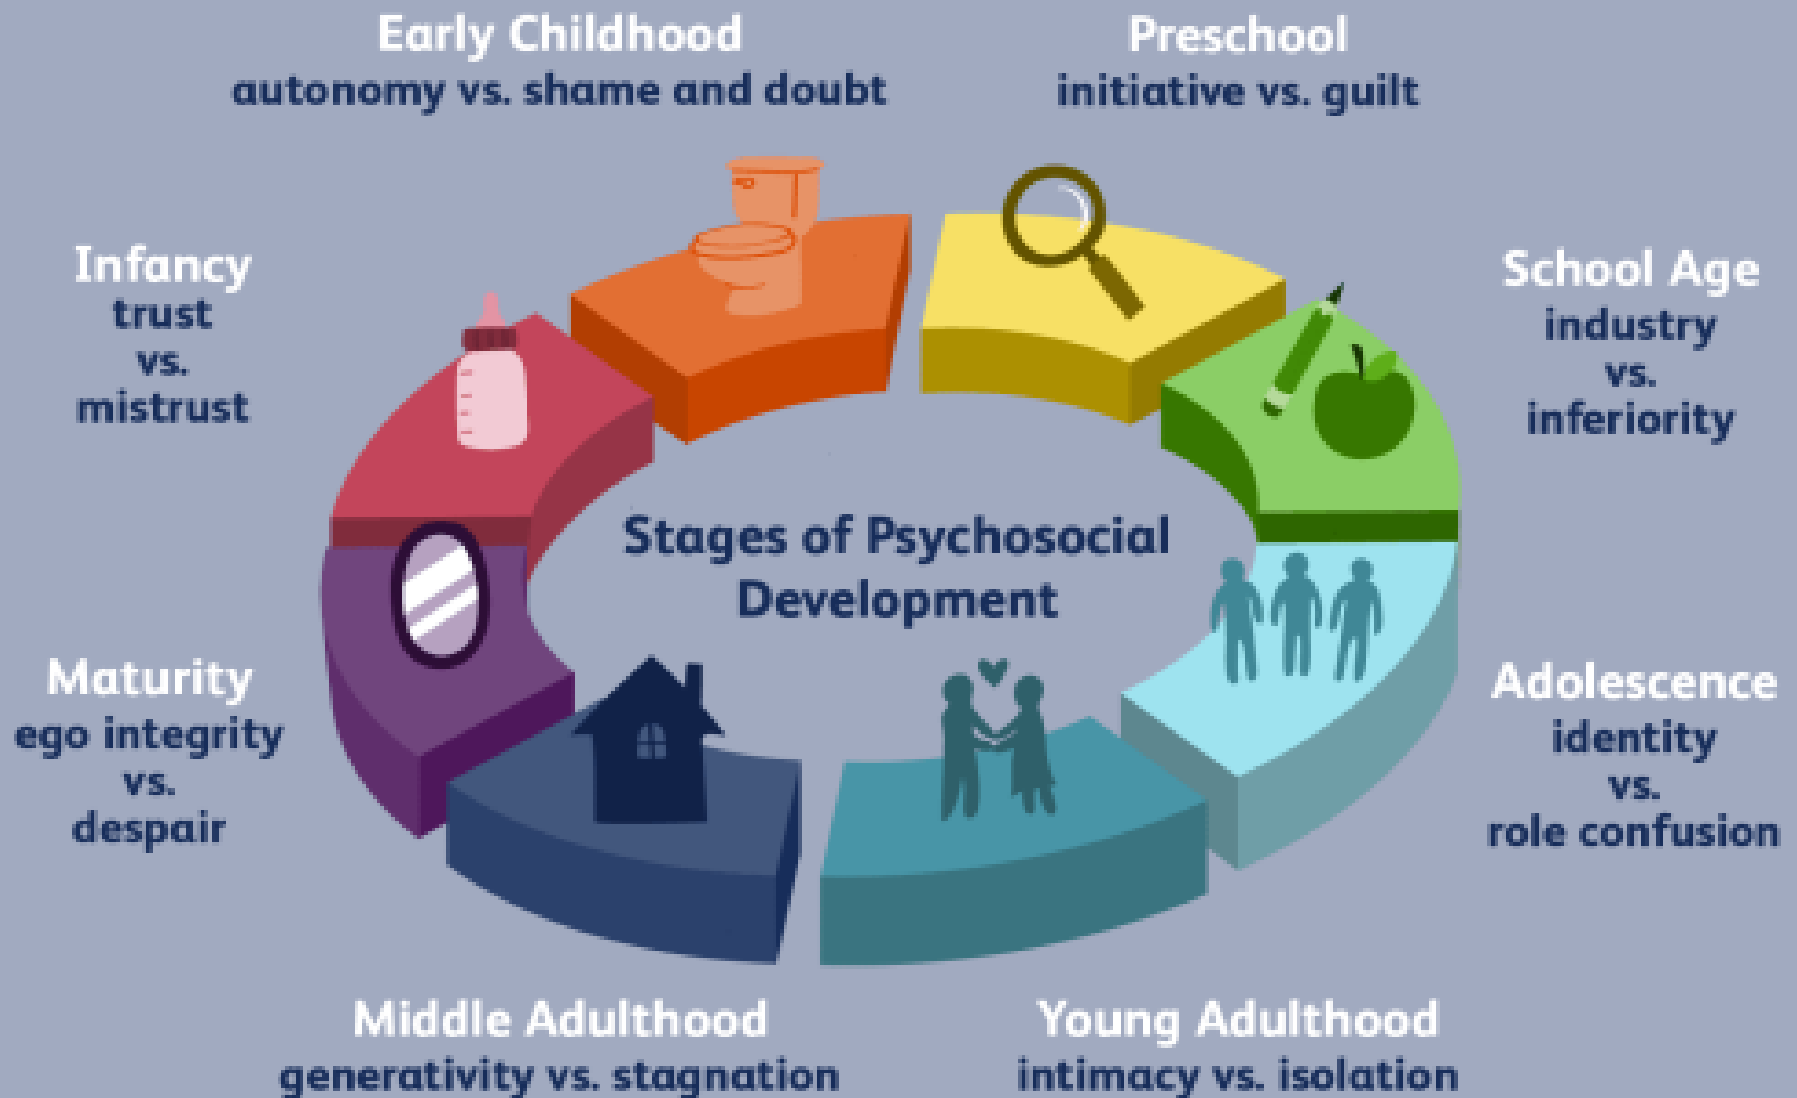 Early Childhood
autonomy vs. shame and doubt
Preschool
initiative vs. guilt
Infancy
trust
vs.
mistrust
School Age
industry
vs.
inferiority
Stages of Psychosocial
Development
Maturity
ego integrity
vs.
despair
Adolescence
identity
vs.
role confusion
Middle Adulthood
generativity vs. stagnation
Young Adulthood
intimacy vs. isolation